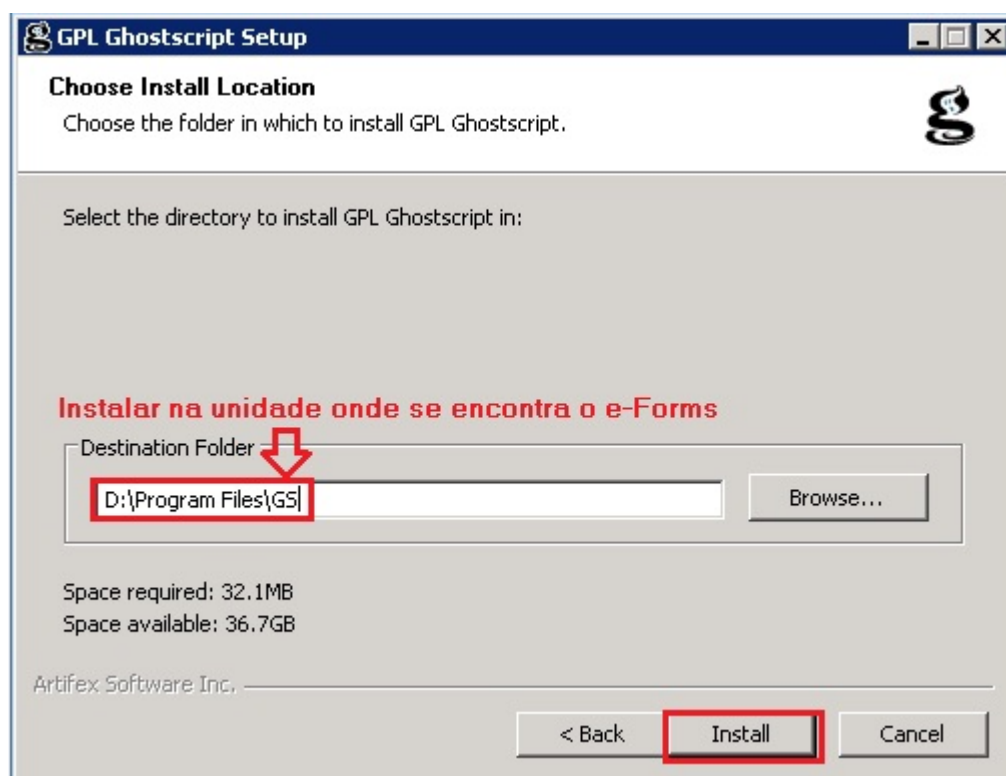 GPL Ghostscript Setup
Choose Install Location
Choose the folder in which to install GPL Ghostscript.
Select the directory to install GPL Ghostscript in:
Instalar na unidade onde se encontra o e-Forms
Destination Folder
D:\Program Files\GS
Browse...
Space required: 32.1MB
Space available: 36.7GB
Artifex Software Inc.
< Back
Install
Cancel